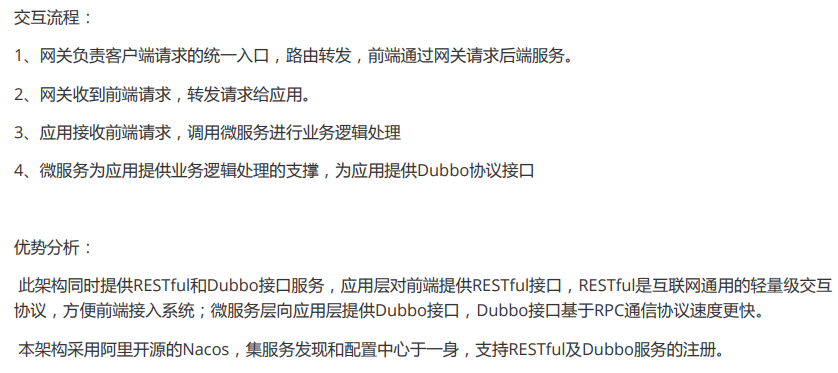 交互流程：
1、网关负责客户端请求的统一入口，路由转发，前端通过网关请求后端服务。
2、网关收到前端请求，转发请求给应用。
3、应用接收前端请求，调用微服务进行业务逻辑处理
4、微服务为应用提供业务逻辑处理的支撑，为应用提供Dubbo协议接口
优势分析：
此架构同时提供RESTful和Dubbo接口服务，应用层对前端提供RESTful接口，RESTful是互联网通用的轻量级交互
协议，方便前端接入系统；微服务层向应用层提供Dubbo接口，Dubbo接口基于RPC通信协议速度更快。
本架构采用阿里开源的Nacos，集服务发现和配置中心于一身，支持RESTful及Dubbo服务的注册。